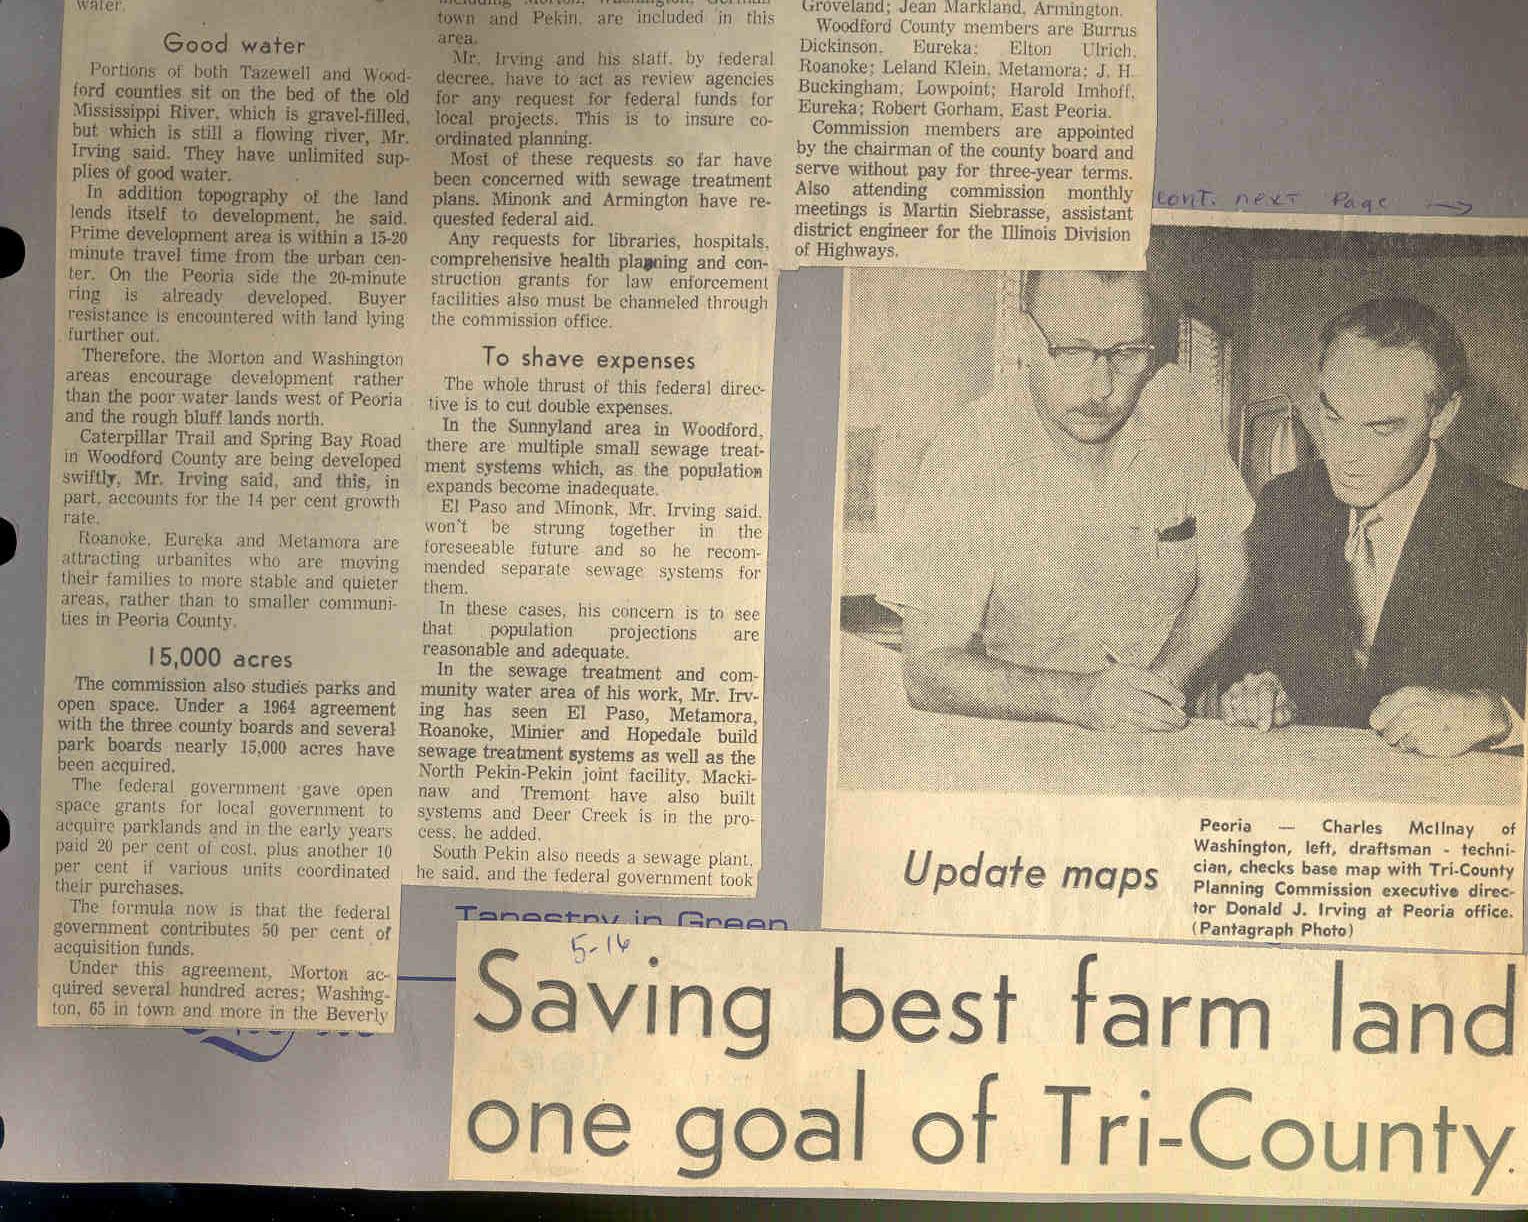 water.
Good water
Portions of both Tazewell and Wood-
ford counties sit on the bed of the old
Mississippi River, which is gravel-filled,
but which is still a flowing river, Mr.
Irving said. They have unlimited sup-
plies of good water.
In addition topography of the land
lends itself to development, he said.
Prime development area is within a 15-20
minute travel time from the urban cen-
ter. On the Peoria side the 20-minute
ring is already developed. Buyer
resistance is encountered with land lying
further out.
Therefore, the Morton and Washington
areas encourage development rather
than the poor water lands west of Peoria
and the rough bluff lands north.
Caterpillar Trail and Spring Bay Road
in Woodford County are being developed
swiftly, Mr. Irving said, and this, in
part, accounts for the 14 per cent growth
rate.
Roanoke, Eureka and Metamora are
attracting urbanites who are moving
their families to more stable and quieter
areas, rather than to smaller communi-
ties in Peoria County.
15,000 acres
The commission also studies parks and
open space. Under a 1964 agreement
with the three county boards and several
park boards nearly 15,000 acres have
been acquired.
The federal government gave open
space grants for local government to
acquire parklands and in the early years
paid 20 per cent of cost, plus another 10
per cent if various units coordinated
their purchases.
The formula now is that the federal
government contributes 50 per cent of
acquisition funds.
Under this agreement, Morton ac-
quired several hundred acres; Washing-
ton, 65 in town and more in the Beverly
including Morton, Washington, German
town and Pekin, are included in this
area.
Mr. Irving and his staff, by federal
decree, have to act as review agencies
for any request for federal funds for
local projects. This is to insure co-
ordinated planning.
Most of these requests so far have
been concerned with sewage treatment
plans. Minonk and Armington have re-
quested federal aid.
Any requests for libraries, hospitals,
comprehensive health planning and con-
struction grants for law enforcement
facilities also must be channeled through
the commission office.
To shave expenses
The whole thrust of this federal direc-
tive is to cut double expenses.
In the Sunnyland area in Woodford,
there are multiple small sewage treat-
ment systems which, as the population
expands become inadequate.
El Paso and Minonk, Mr. Irving said,
won't be strung together in the
foreseeable future and so he recom-
mended separate sewage systems for
them.
In these cases, his concern is to see
that population projections are
reasonable and adequate.
In the sewage treatment and com-
munity water area of his work, Mr. Irv-
ing has seen El Paso, Metamora,
Roanoke, Minier and Hopedale build
sewage treatment systems as well as the
North Pekin-Pekin joint facility. Macki-
naw and Tremont have also built
systems and Deer Creek is in the pro-
cess, he added.
South Pekin also needs a sewage plant,
he said, and the federal government took
Groveland; Jean Markland, Armington.
Woodford County members are Burrus
Dickinson, Eureka; Elton Ulrich,
Roanoke; Leland Klein, Metamora; J. H.
Buckingham, Lowpoint; Harold Imhoff,
Eureka; Robert Gorham, East Peoria.
Commission members are appointed
by the chairman of the county board and
serve without pay for three-year terms.
Also attending commission monthly
meetings is Martin Siebrasse, assistant
district engineer for the Illinois Division
of Highways.
cont. next Page →
Update maps
Peoria — Charles McIlnay of
Washington, left, draftsman - techni-
cian, checks base map with Tri-County
Planning Commission executive direc-
tor Donald J. Irving at Peoria office.
(Pantagraph Photo)
Tapestry in Green
5-16
Saving best farm land
one goal of Tri-County.